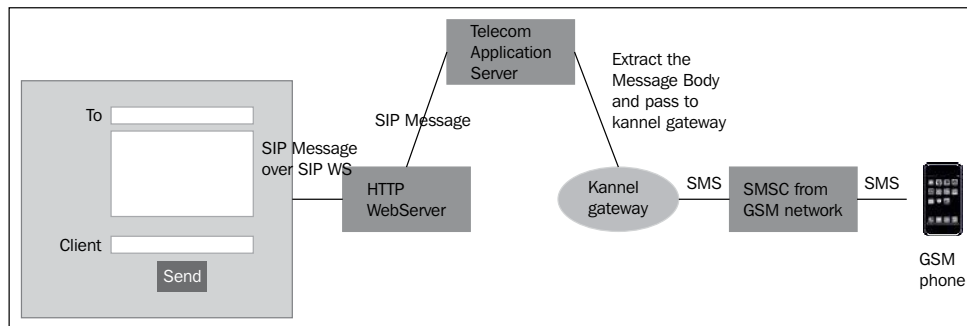 To
Client
Send
SIP Message
over SIP WS
HTTP
WebServer
SIP Message
Telecom
Application
Server
Extract the
Message Body
and pass to
kannel gateway
Kannel
gateway
SMS
SMSC from
GSM network
SMS
GSM
phone